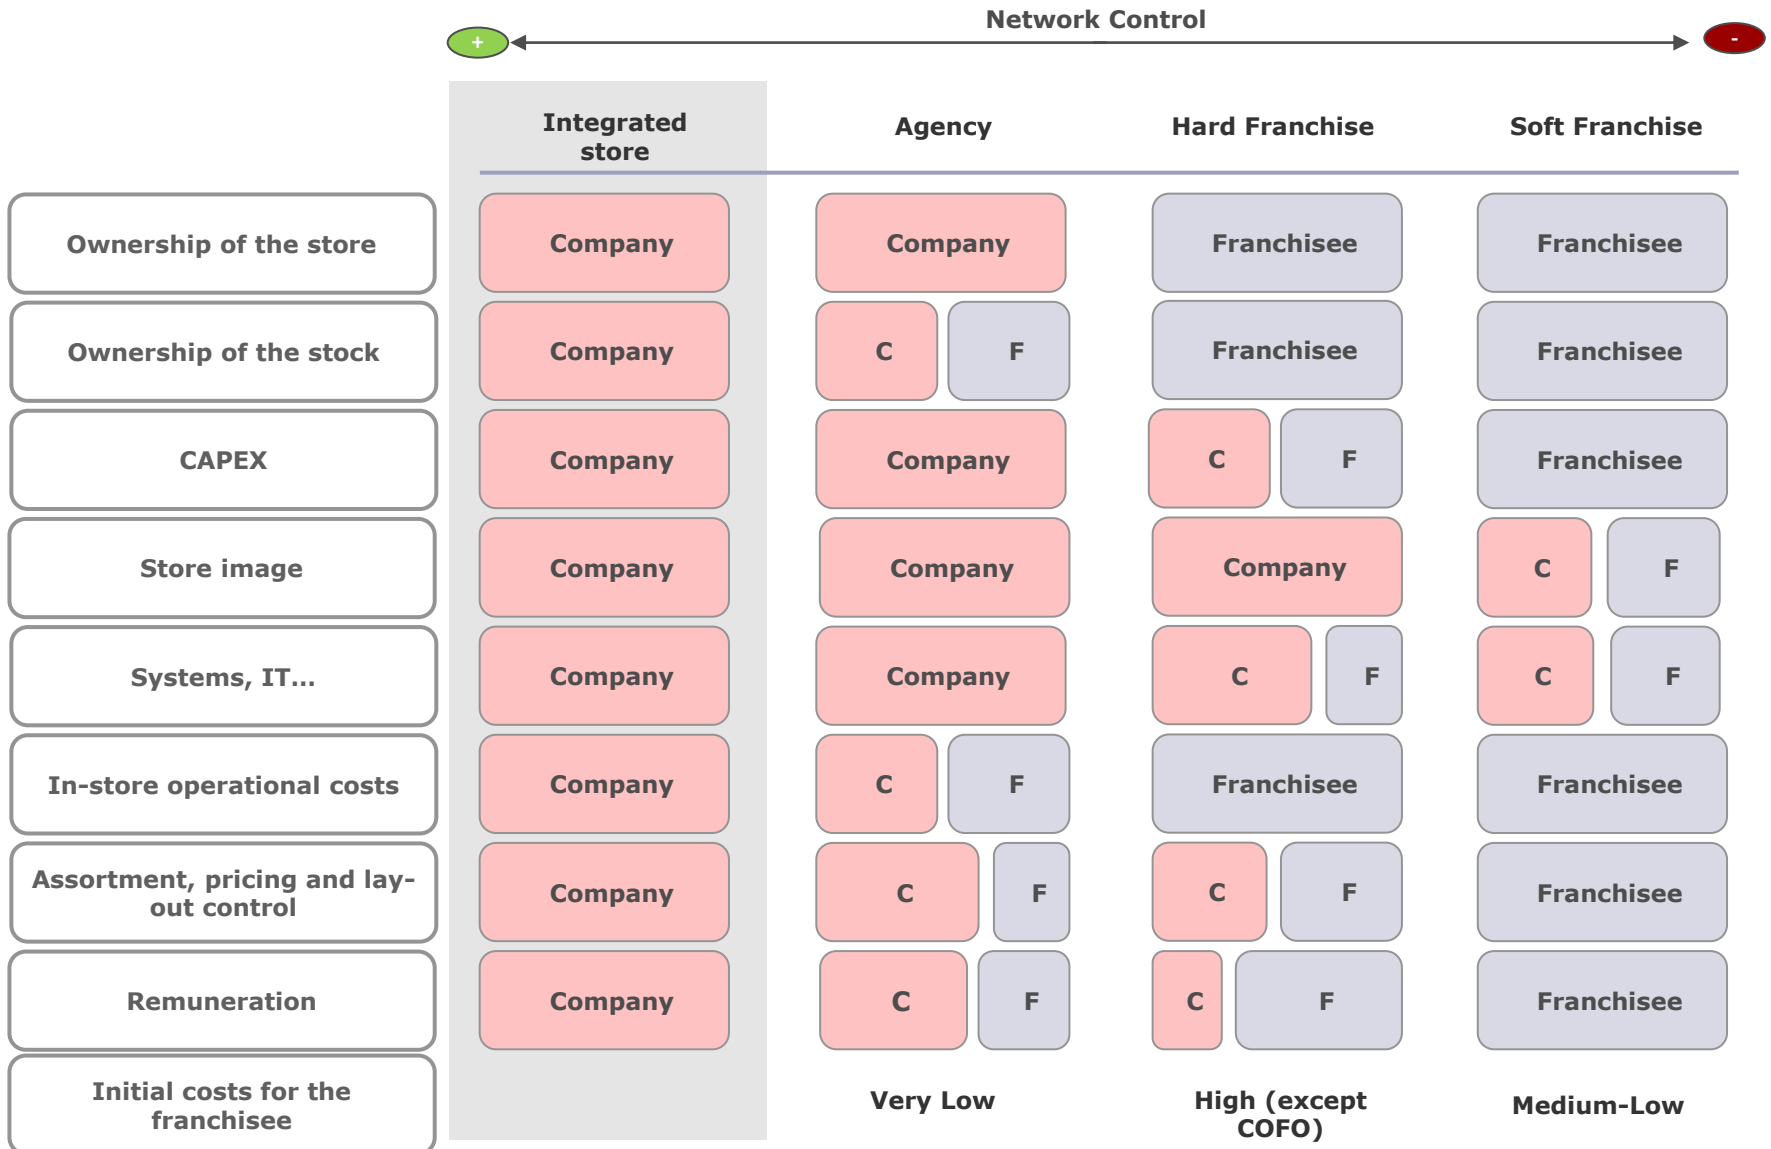 Network Control
+
-
Integrated
store
Agency
Hard Franchise
Soft Franchise
Ownership of the store
Company
Company
Franchisee
Franchisee
Ownership of the stock
Company
C
F
Franchisee
Franchisee
CAPEX
Company
Company
C
F
Franchisee
Store image
Company
Company
Company
C
F
Systems, IT...
Company
Company
C
F
C
F
In-store operational costs
Company
C
F
Franchisee
Franchisee
Assortment, pricing and lay-
out control
Company
C
F
C
F
Franchisee
Remuneration
Company
C
F
C
F
Franchisee
Initial costs for the
franchisee
Very Low
High (except
COFO)
Medium-Low